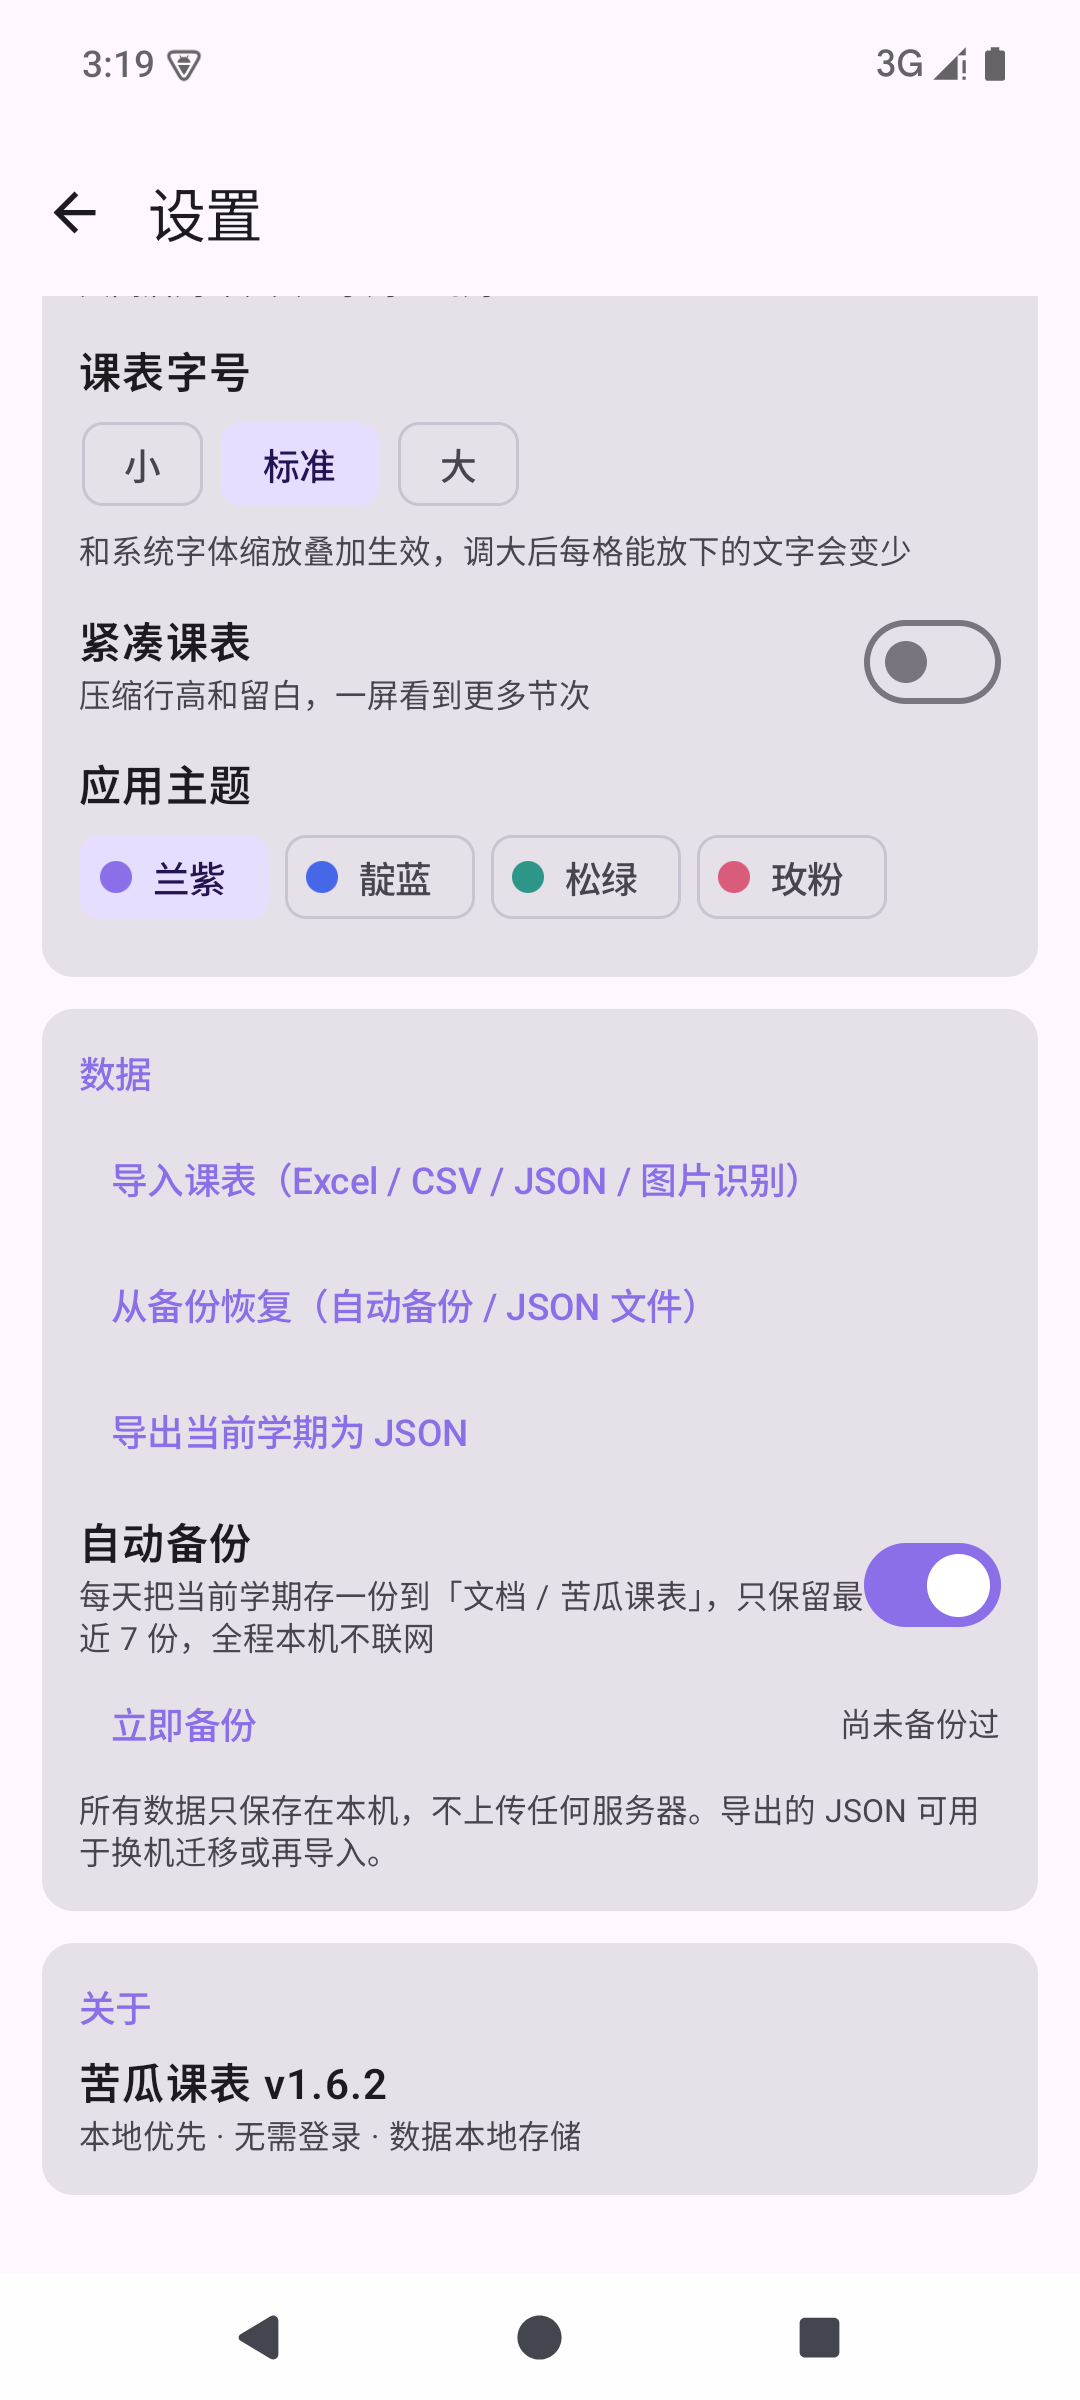 3:19
3G
设置
课表字号
小
标准
大
和系统字体缩放叠加生效，调大后每格能放下的文字会变少
紧凑课表
压缩行高和留白，一屏看到更多节次
应用主题
兰紫
靛蓝
松绿
玫粉
数据
导入课表（Excel / CSV / JSON / 图片识别）
从备份恢复（自动备份 / JSON 文件）
导出当前学期为 JSON
自动备份
每天把当前学期存一份到「文档 / 苦瓜课表」，只保留最
近 7 份，全程本机不联网
立即备份
尚未备份过
所有数据只保存在本机，不上传任何服务器。导出的 JSON 可用
于换机迁移或再导入。
关于
苦瓜课表 v1.6.2
本地优先 · 无需登录 · 数据本地存储